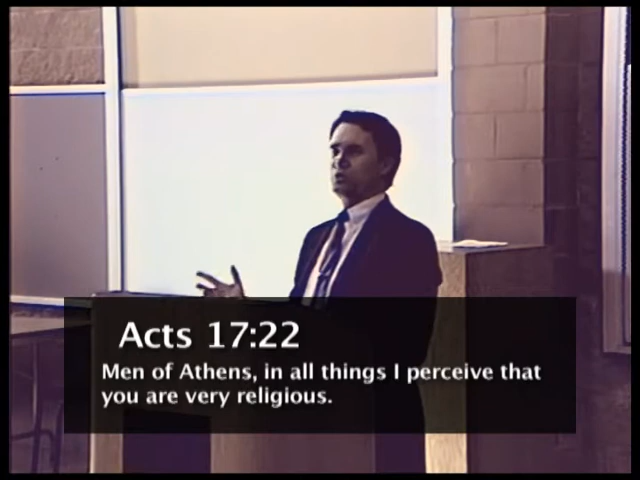 Acts 17:22
Men of Athens, in all things I perceive that
you are very religious.